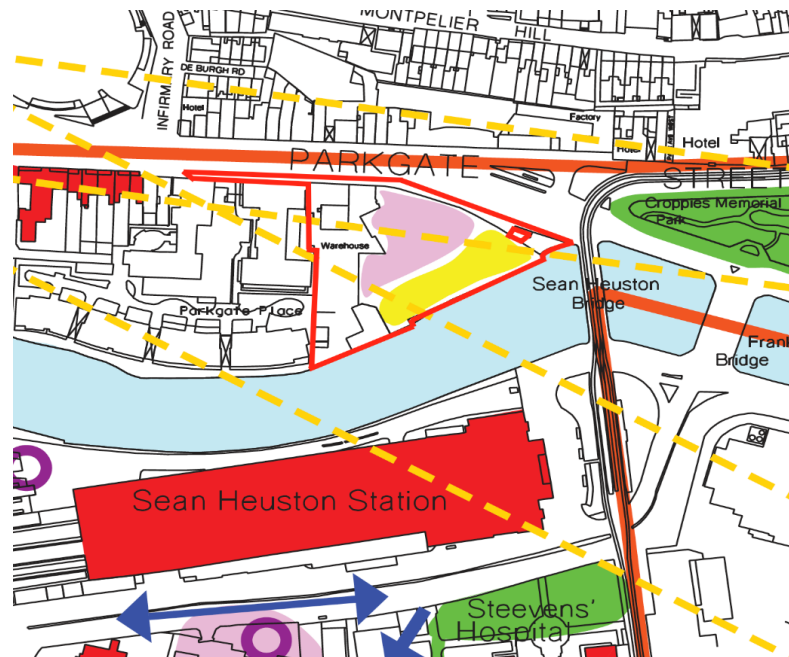 MONTPELIER
HILL
INFIRMARY ROAD
DE BURGH RD
Hotel
Factory
Hotel
Hotel
PARKGATE
STREET
Croppies Memorial
Park
Warehouse
Sean Heuston
Bridge
Parkgate Place
Frank
Bridge
Sean Heuston Station
Steevens'
Hospital